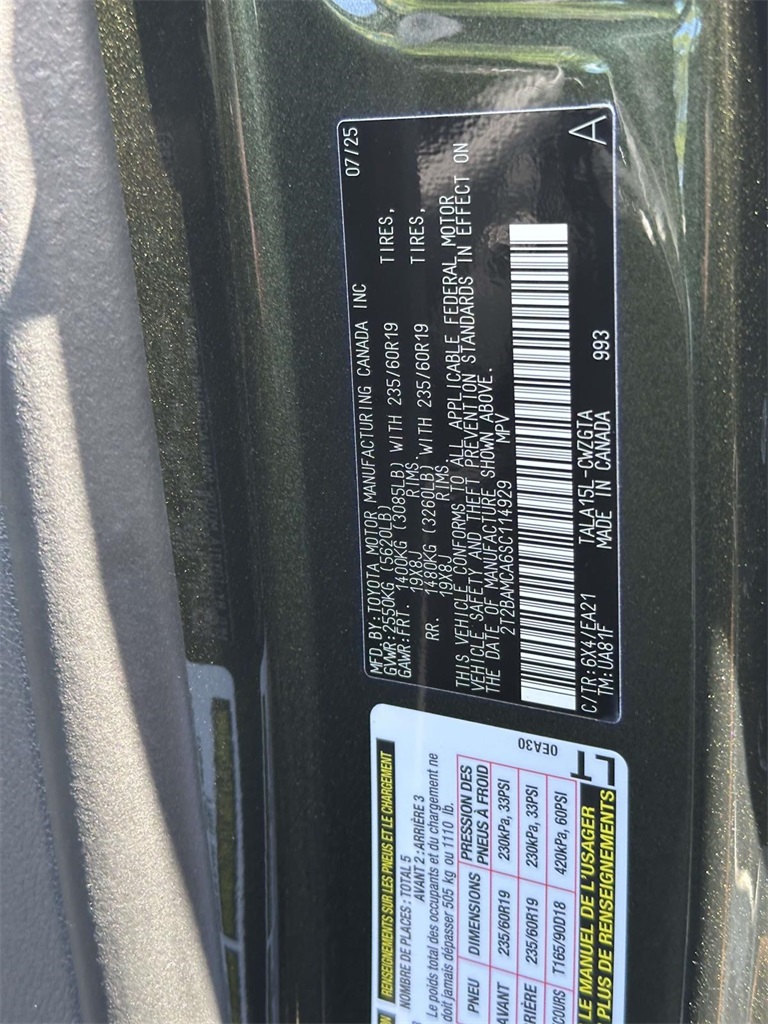 07/25
MFD.BY:TOYOTA MOTOR MANUFACTURING CANADA INC
GVWR:2550KG (5620LB)
GAWR:FRT. 1400KG (3085LB) WITH 235/60R19 TIRES,
19X8J RIMS
RR. 1480KG (3260LB) WITH 235/60R19 TIRES,
19X8J RIMS
THIS VEHICLE CONFORMS TO ALL APPLICABLE FEDERAL MOTOR
VEHICLE SAFETY AND THEFT PREVENTION STANDARDS IN EFFECT ON
THE DATE OF MANUFACTURE SHOWN ABOVE.
2T2BAMCA6SC114929 MPV
C/TR:6X4/EA21 TALA15L-CWZGTA 993 A
TM:UA81F MADE IN CANADA
RENSEIGNEMENTS SUR LES PNEUS ET LE CHARGEMENT
NOMBRE DE PLACES : TOTAL 5
AVANT 2 : ARRIÈRE 3
Le poids total des occupants et du chargement ne
doit jamais dépasser 505 kg ou 1110 lb.
PNEU DIMENSIONS PRESSION DES PNEUS À FROID
AVANT 235/60R19 230kPa, 33PSI
RIÈRE 235/60R19 230kPa, 33PSI
COURS T165/90D18 420kPa, 60PSI
LE MANUEL DE L'USAGER
PLUS DE RENSEIGNEMENTS
0EA30